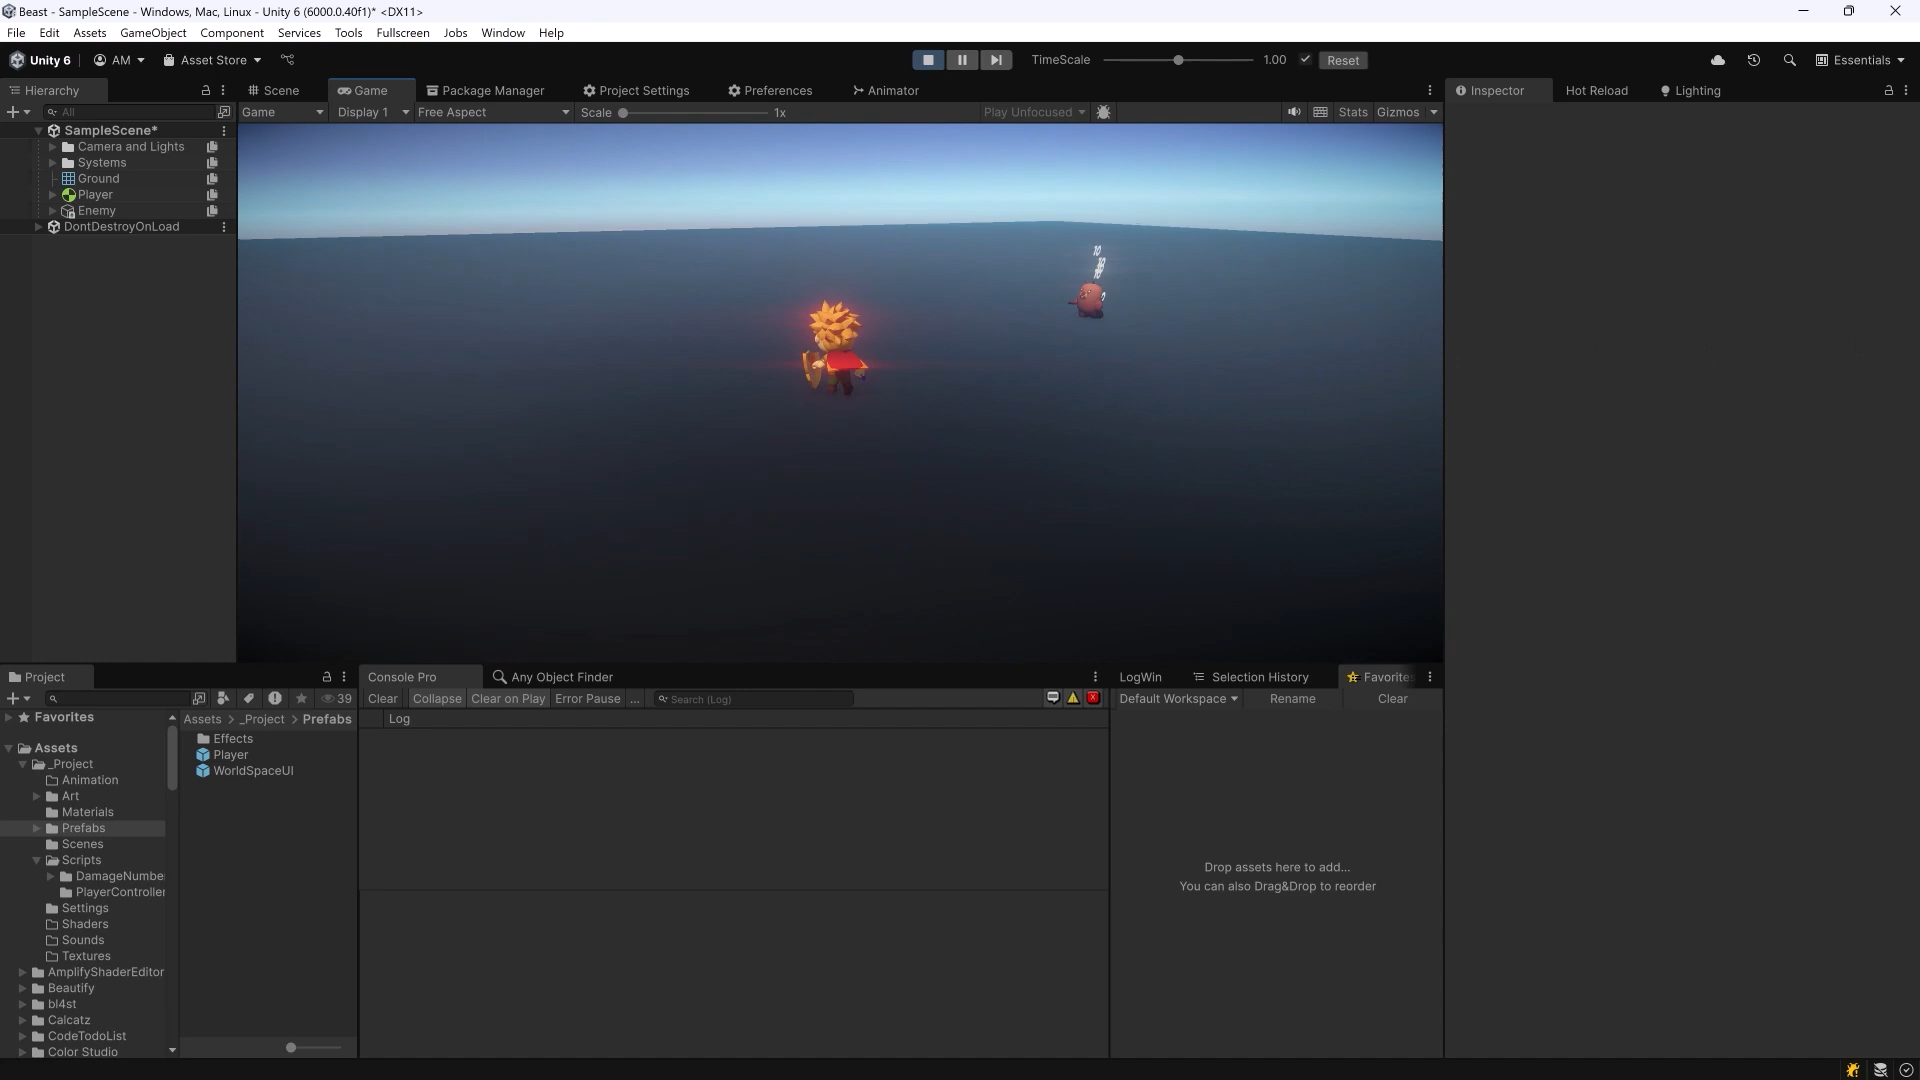 Beast - SampleScene - Windows, Mac, Linux - Unity 6 (6000.0.40f1)* <DX11>
File Edit Assets GameObject Component Services Tools Fullscreen Jobs Window Help
Unity 6 AM Asset Store TimeScale 1.00 Reset Essentials
Hierarchy Scene Game Package Manager Project Settings Preferences Animator Inspector Hot Reload Lighting
All Game Display 1 Free Aspect Scale 1x Play Unfocused Stats Gizmos
SampleScene*
Camera and Lights
Systems
Ground
Player
Enemy
DontDestroyOnLoad
10
Project Console Pro Any Object Finder LogWin Selection History Favorites
39 Clear Collapse Clear on Play Error Pause ... Search (Log) Default Workspace Rename Clear
Favorites Assets > _Project > Prefabs Log
Effects
Assets Player
_Project WorldSpaceUI
Animation
Art
Materials
Prefabs
Scenes
Scripts
DamageNumbe
PlayerController
Settings
Shaders
Sounds
Textures
AmplifyShaderEditor
Beautify
bl4st
Calcatz
CodeTodoList
Color Studio
Drop assets here to add...
You can also Drag&Drop to reorder